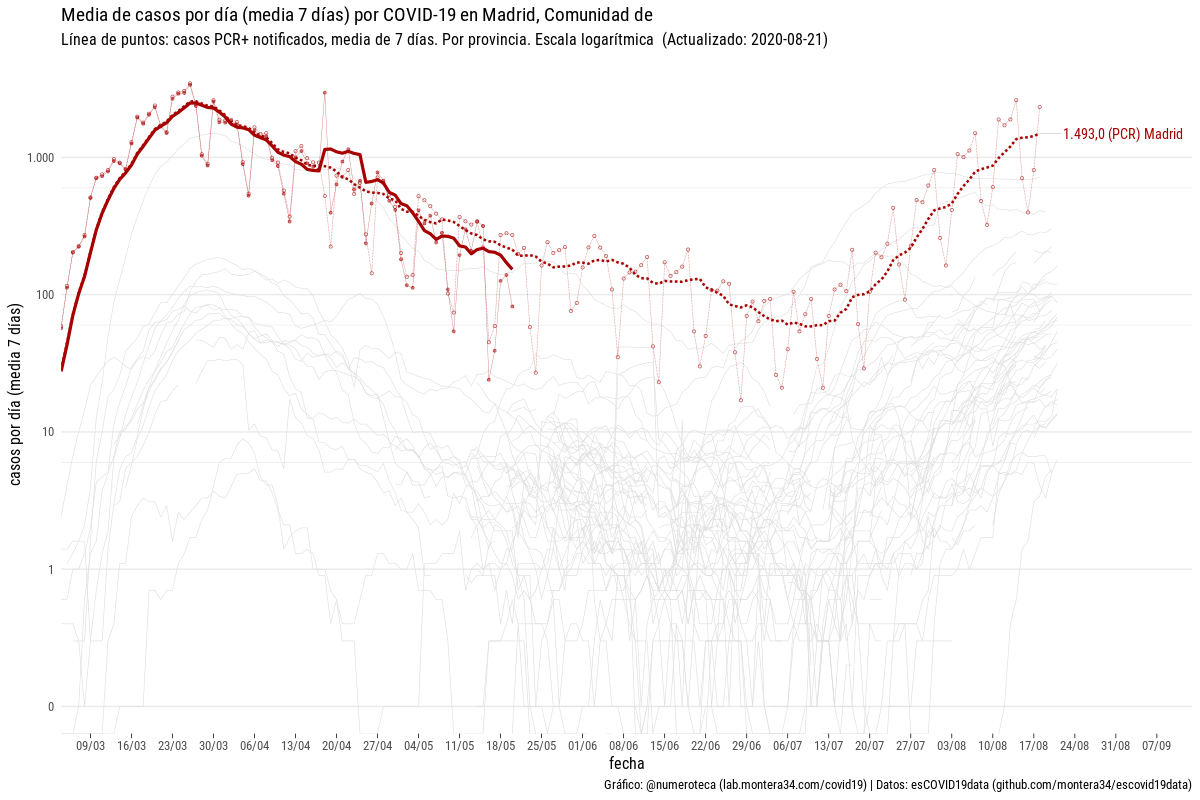 Media de casos por día (media 7 días) por COVID-19 en Madrid, Comunidad de
Línea de puntos: casos PCR+ notificados, media de 7 días. Por provincia. Escala logarítmica (Actualizado: 2020-08-21)
1.493,0 (PCR) Madrid
casos por día (media 7 días)
1.000
100
10
1
0
09/03 16/03 23/03 30/03 06/04 13/04 20/04 27/04 04/05 11/05 18/05 25/05 01/06 08/06 15/06 22/06 29/06 06/07 13/07 20/07 27/07 03/08 10/08 17/08 24/08 31/08 07/09
fecha
Gráfico: @numeroteca (lab.montera34.com/covid19) | Datos: esCOVID19data (github.com/montera34/escovid19data)